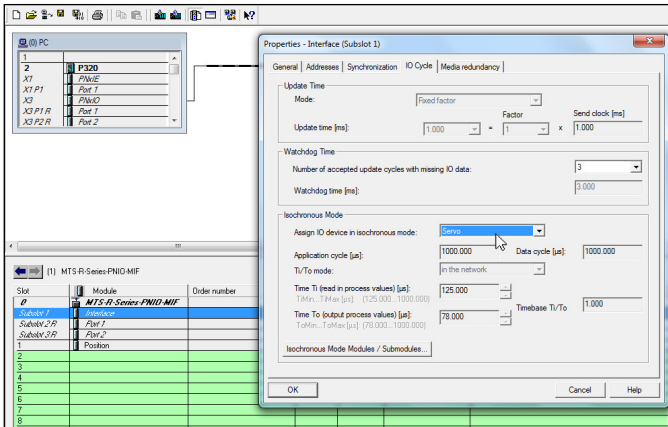 (0) PC
1
2 P320
X1 PNxIE
X1 P1 Port 1
X3 PNxIO
X3 P1 R Port 1
X3 P2 R Port 2
Properties - Interface (Subslot 1)
General Addresses Synchronization IO Cycle Media redundancy
Update Time
Mode: Fixed factor
Factor Send clock [ms]
Update time [ms]: 1.000 = 1 x 1.000
Watchdog Time
Number of accepted update cycles with missing IO data: 3
Watchdog time [ms]: 3.000
Isochronous Mode
Assign IO device in isochronous mode: Servo
Application cycle [µs]: 1000.000 Data cycle [µs]: 1000.000
Ti/To mode: in the network
Time Ti (read in process values) [µs]: 125.000
TiMin...TiMax [µs]: (125.000...1000.000)
Timebase Ti/To 1.000
Time To (output process values) [µs]: 78.000
ToMin...ToMax [µs]: (78.000...1000.000)
Isochronous Mode Modules / Submodules...
OK Cancel Help
(1) MTS-R-Series-PNIO-MIF
Slot Module Order number
0 MTS-R-Series-PNIO-MIF
Subslot 1 Interface
Subslot 2 R Port 1
Subslot 3 R Port 2
1 Position
2
3
4
5
6
7
8